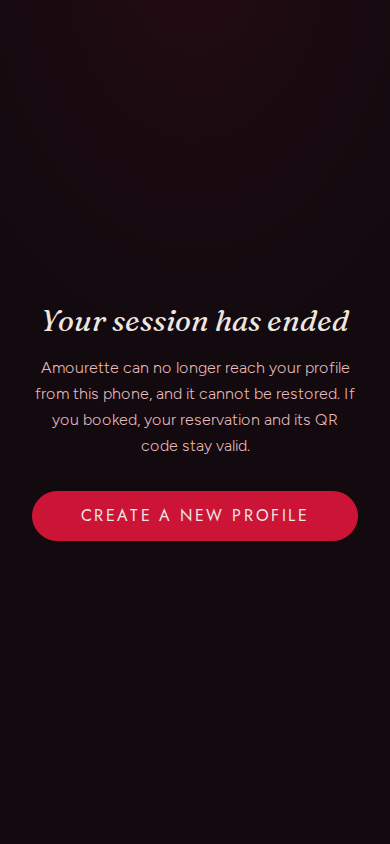 Your session has ended
Amourette can no longer reach your profile
from this phone, and it cannot be restored. If
you booked, your reservation and its QR
code stay valid.
CREATE A NEW PROFILE